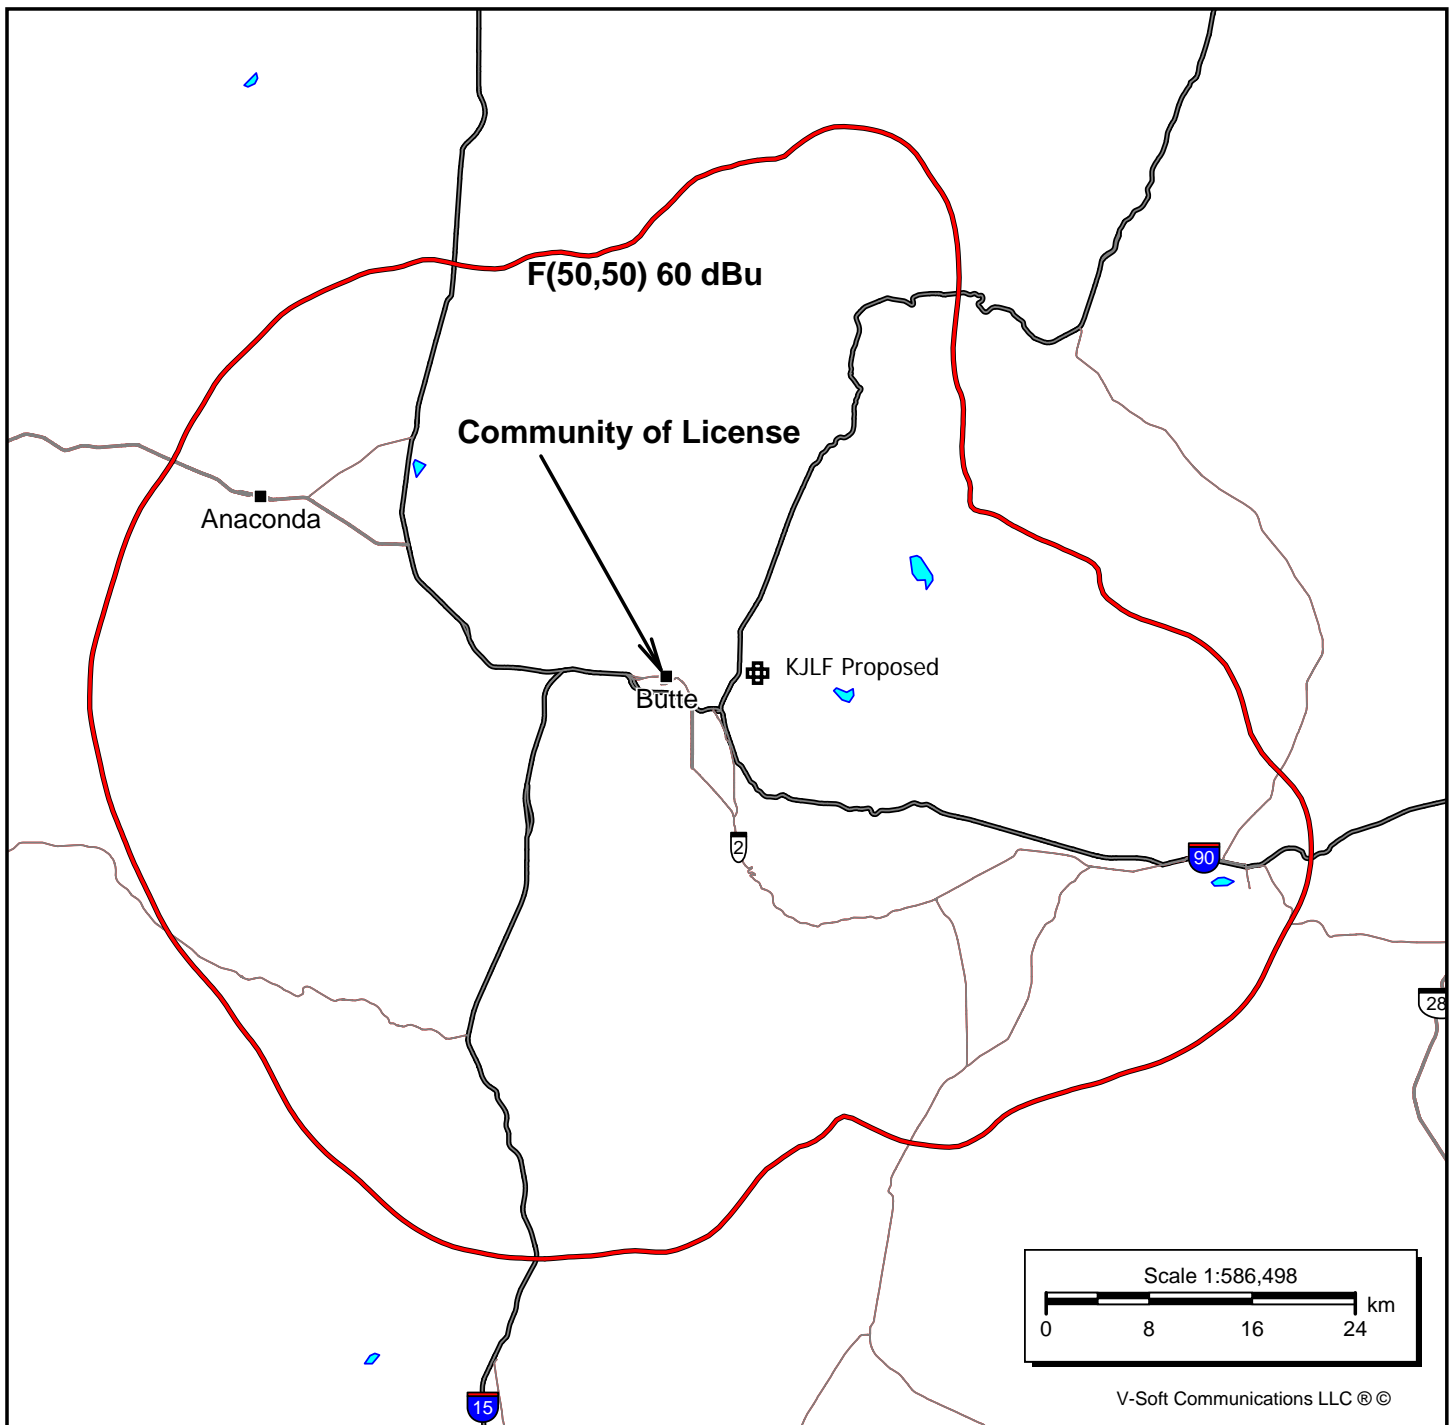 F(50,50) 60 dBu
Community of License
Anaconda
KJLF Proposed
Butte
2
90
28
Scale 1:586,498
km
0 8 16 24
15
V-Soft Communications LLC ® ©